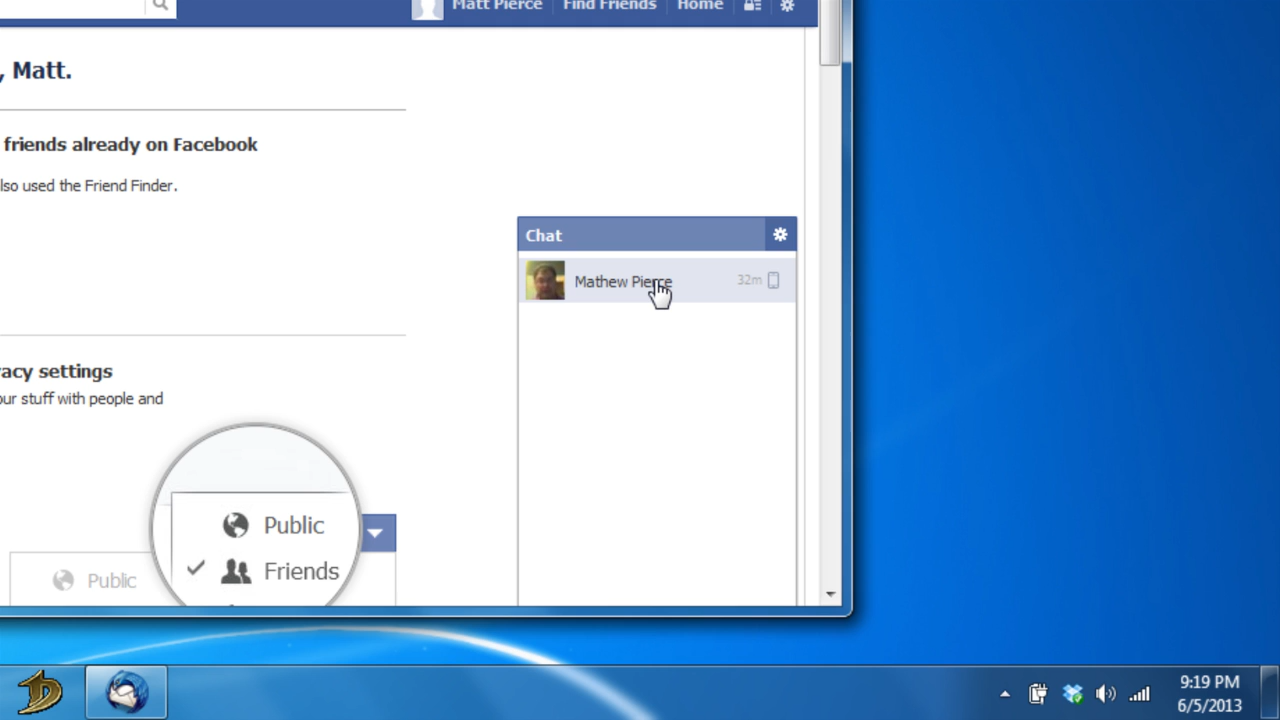 Matt Pierce Find Friends Home
, Matt.
friends already on Facebook
lso used the Friend Finder.
Chat
Mathew Pierce 32m
acy settings
our stuff with people and
Public
Friends
Public
9:19 PM
6/5/2013